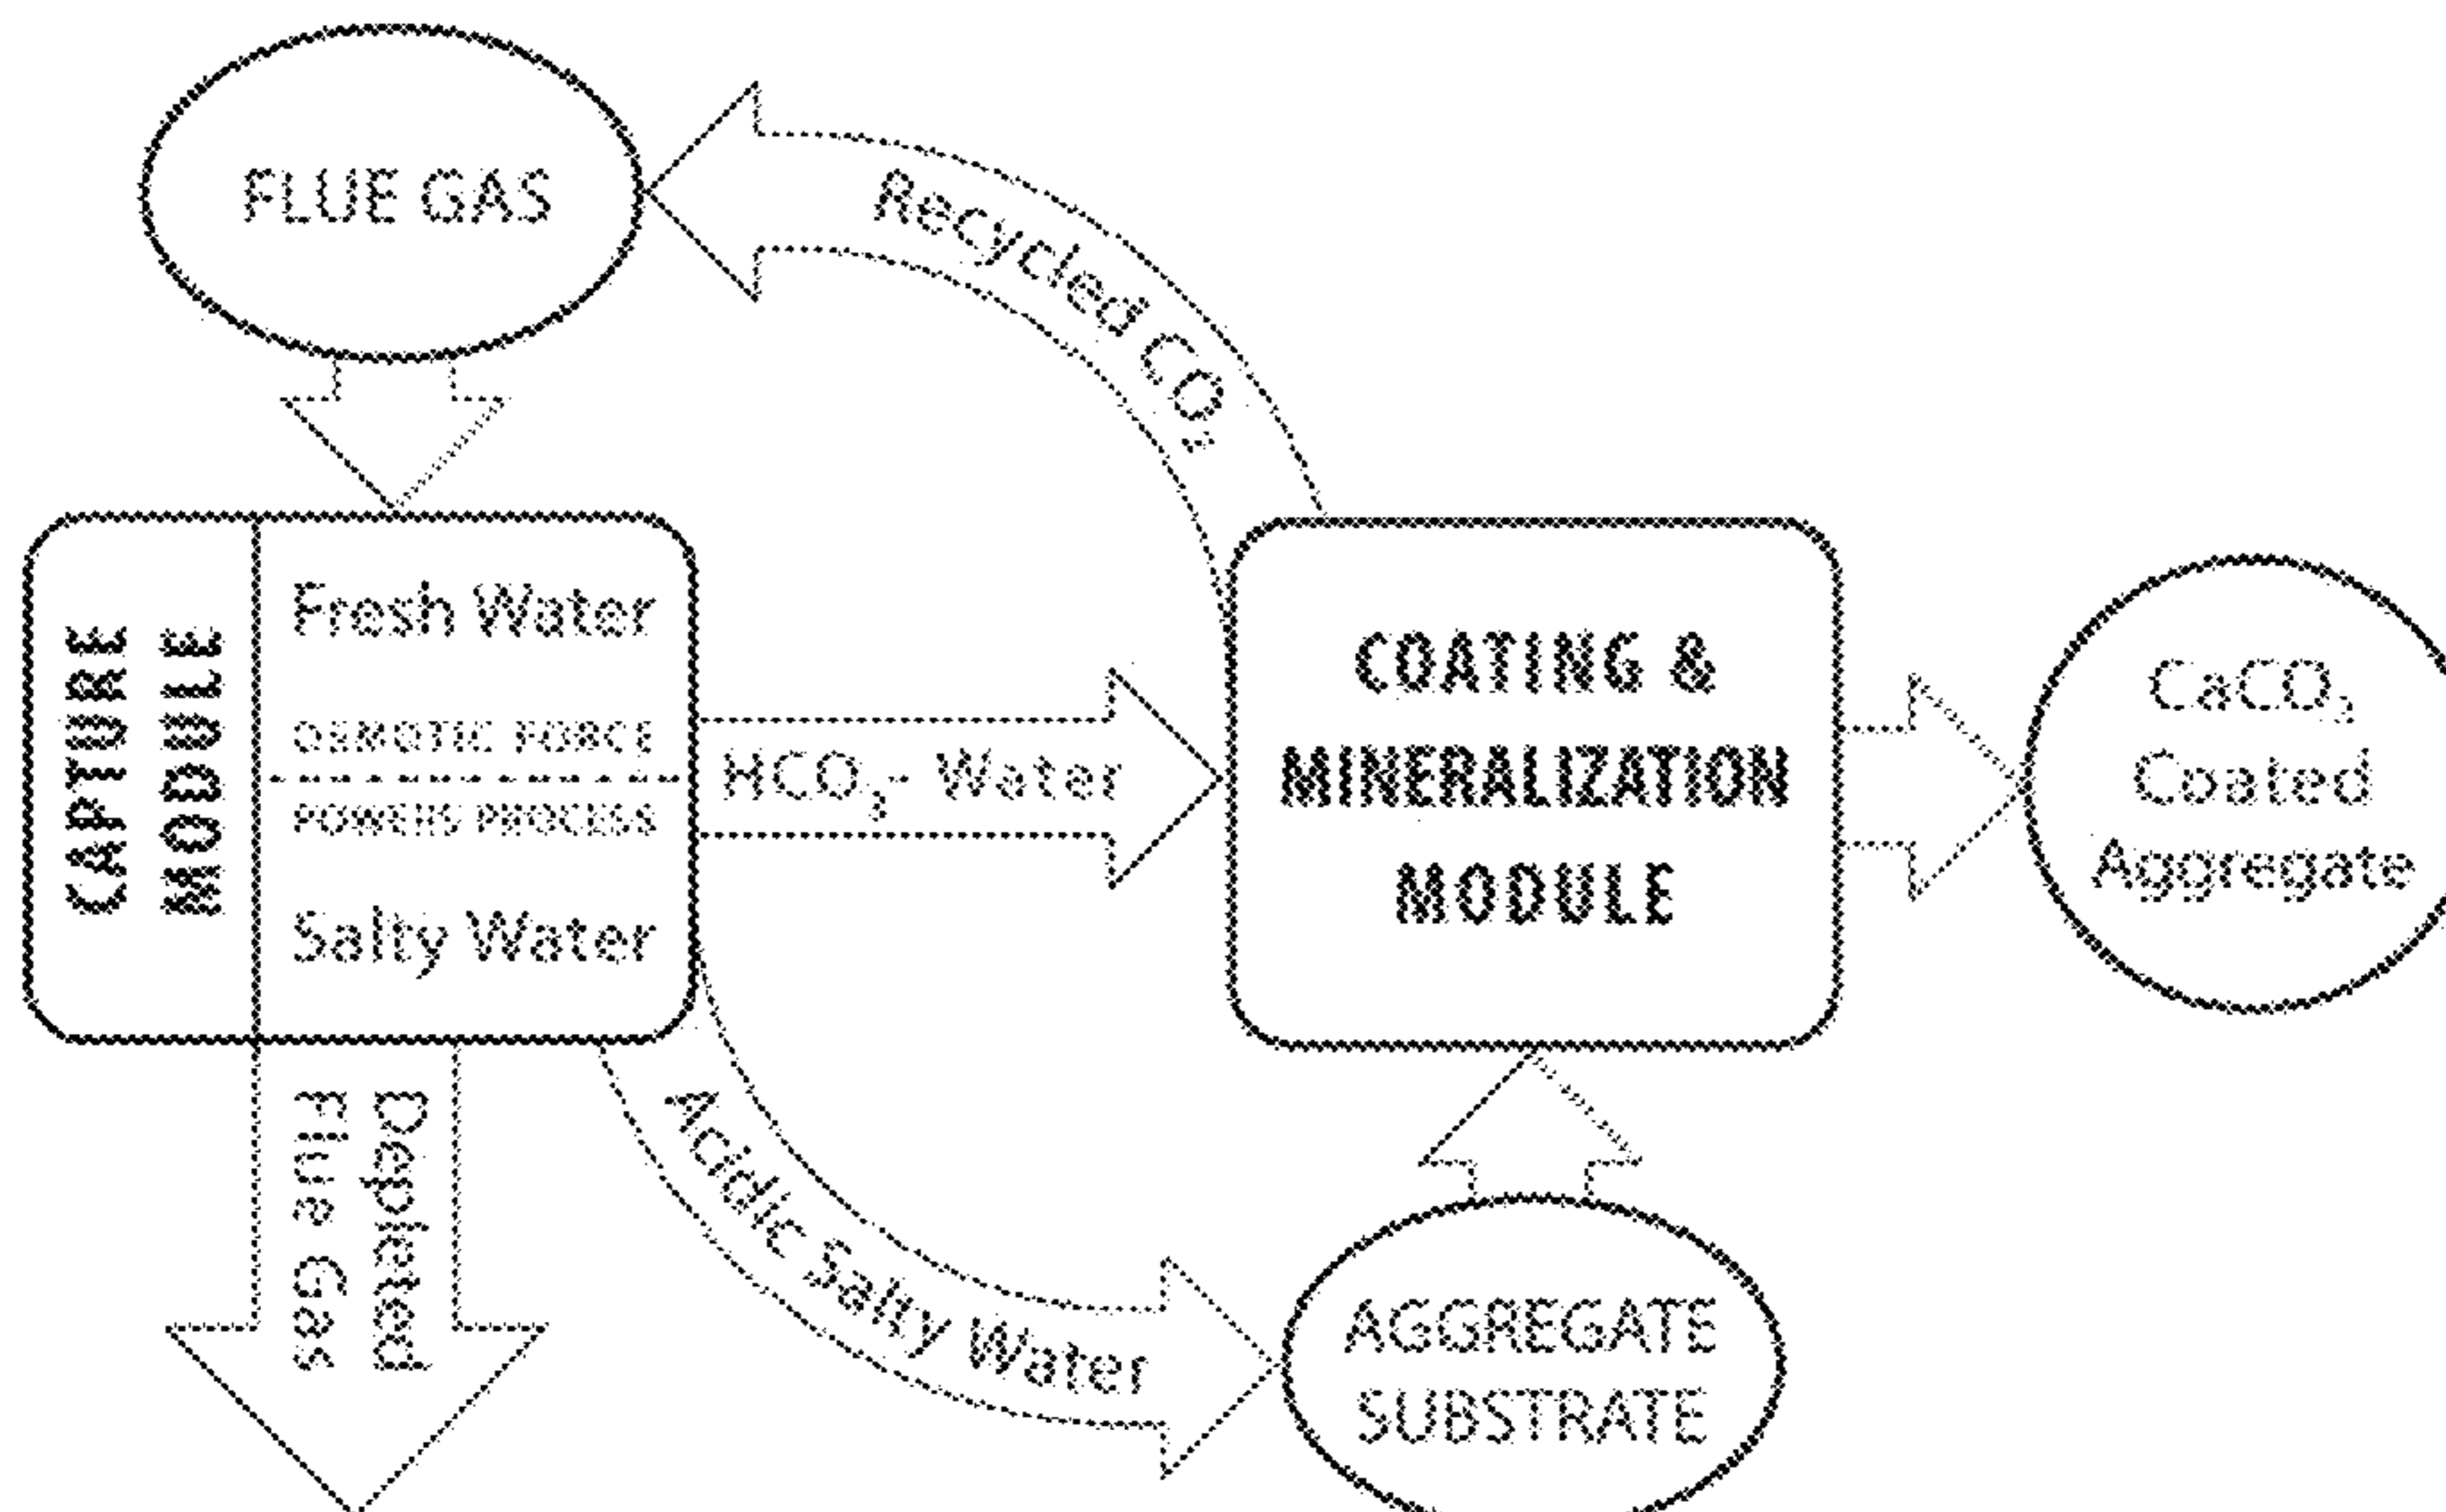 FLUE GAS
Recycled CO₂
CAPTURE
MODULE
Fresh Water
OSMOTIC FORCE
POWERS PROCESS
Salty Water
HCO₃- Water
COATING &
MINERALIZATION
MODULE
CaCO₃
Coated
Aggregate
Depleted
Flue Gas
Acidic Salty Water
AGGREGATE
SUBSTRATE